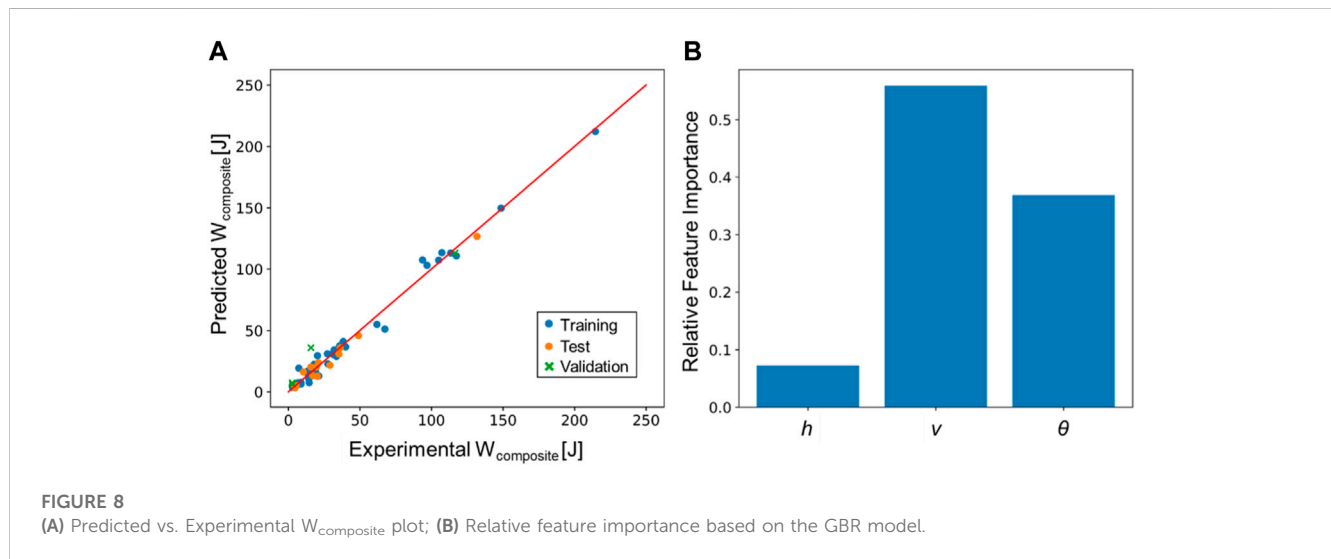 A
Predicted W_composite [J]
250
200
150
100
50
0
Training
Test
Validation
0 50 100 150 200 250
Experimental W_composite [J]
B
Relative Feature Importance
0.5
0.4
0.3
0.2
0.1
0.0
h v θ
FIGURE 8
(A) Predicted vs. Experimental W_composite plot; (B) Relative feature importance based on the GBR model.